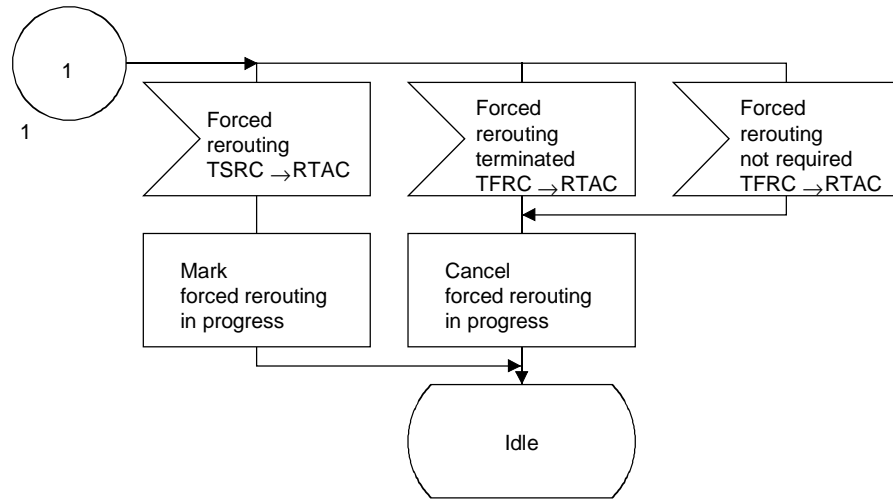 1
1
Forced
rerouting
TSRC → RTAC
Forced
rerouting
terminated
TFRC → RTAC
Forced
rerouting
not required
TFRC → RTAC
Mark
forced rerouting
in progress
Cancel
forced rerouting
in progress
Idle